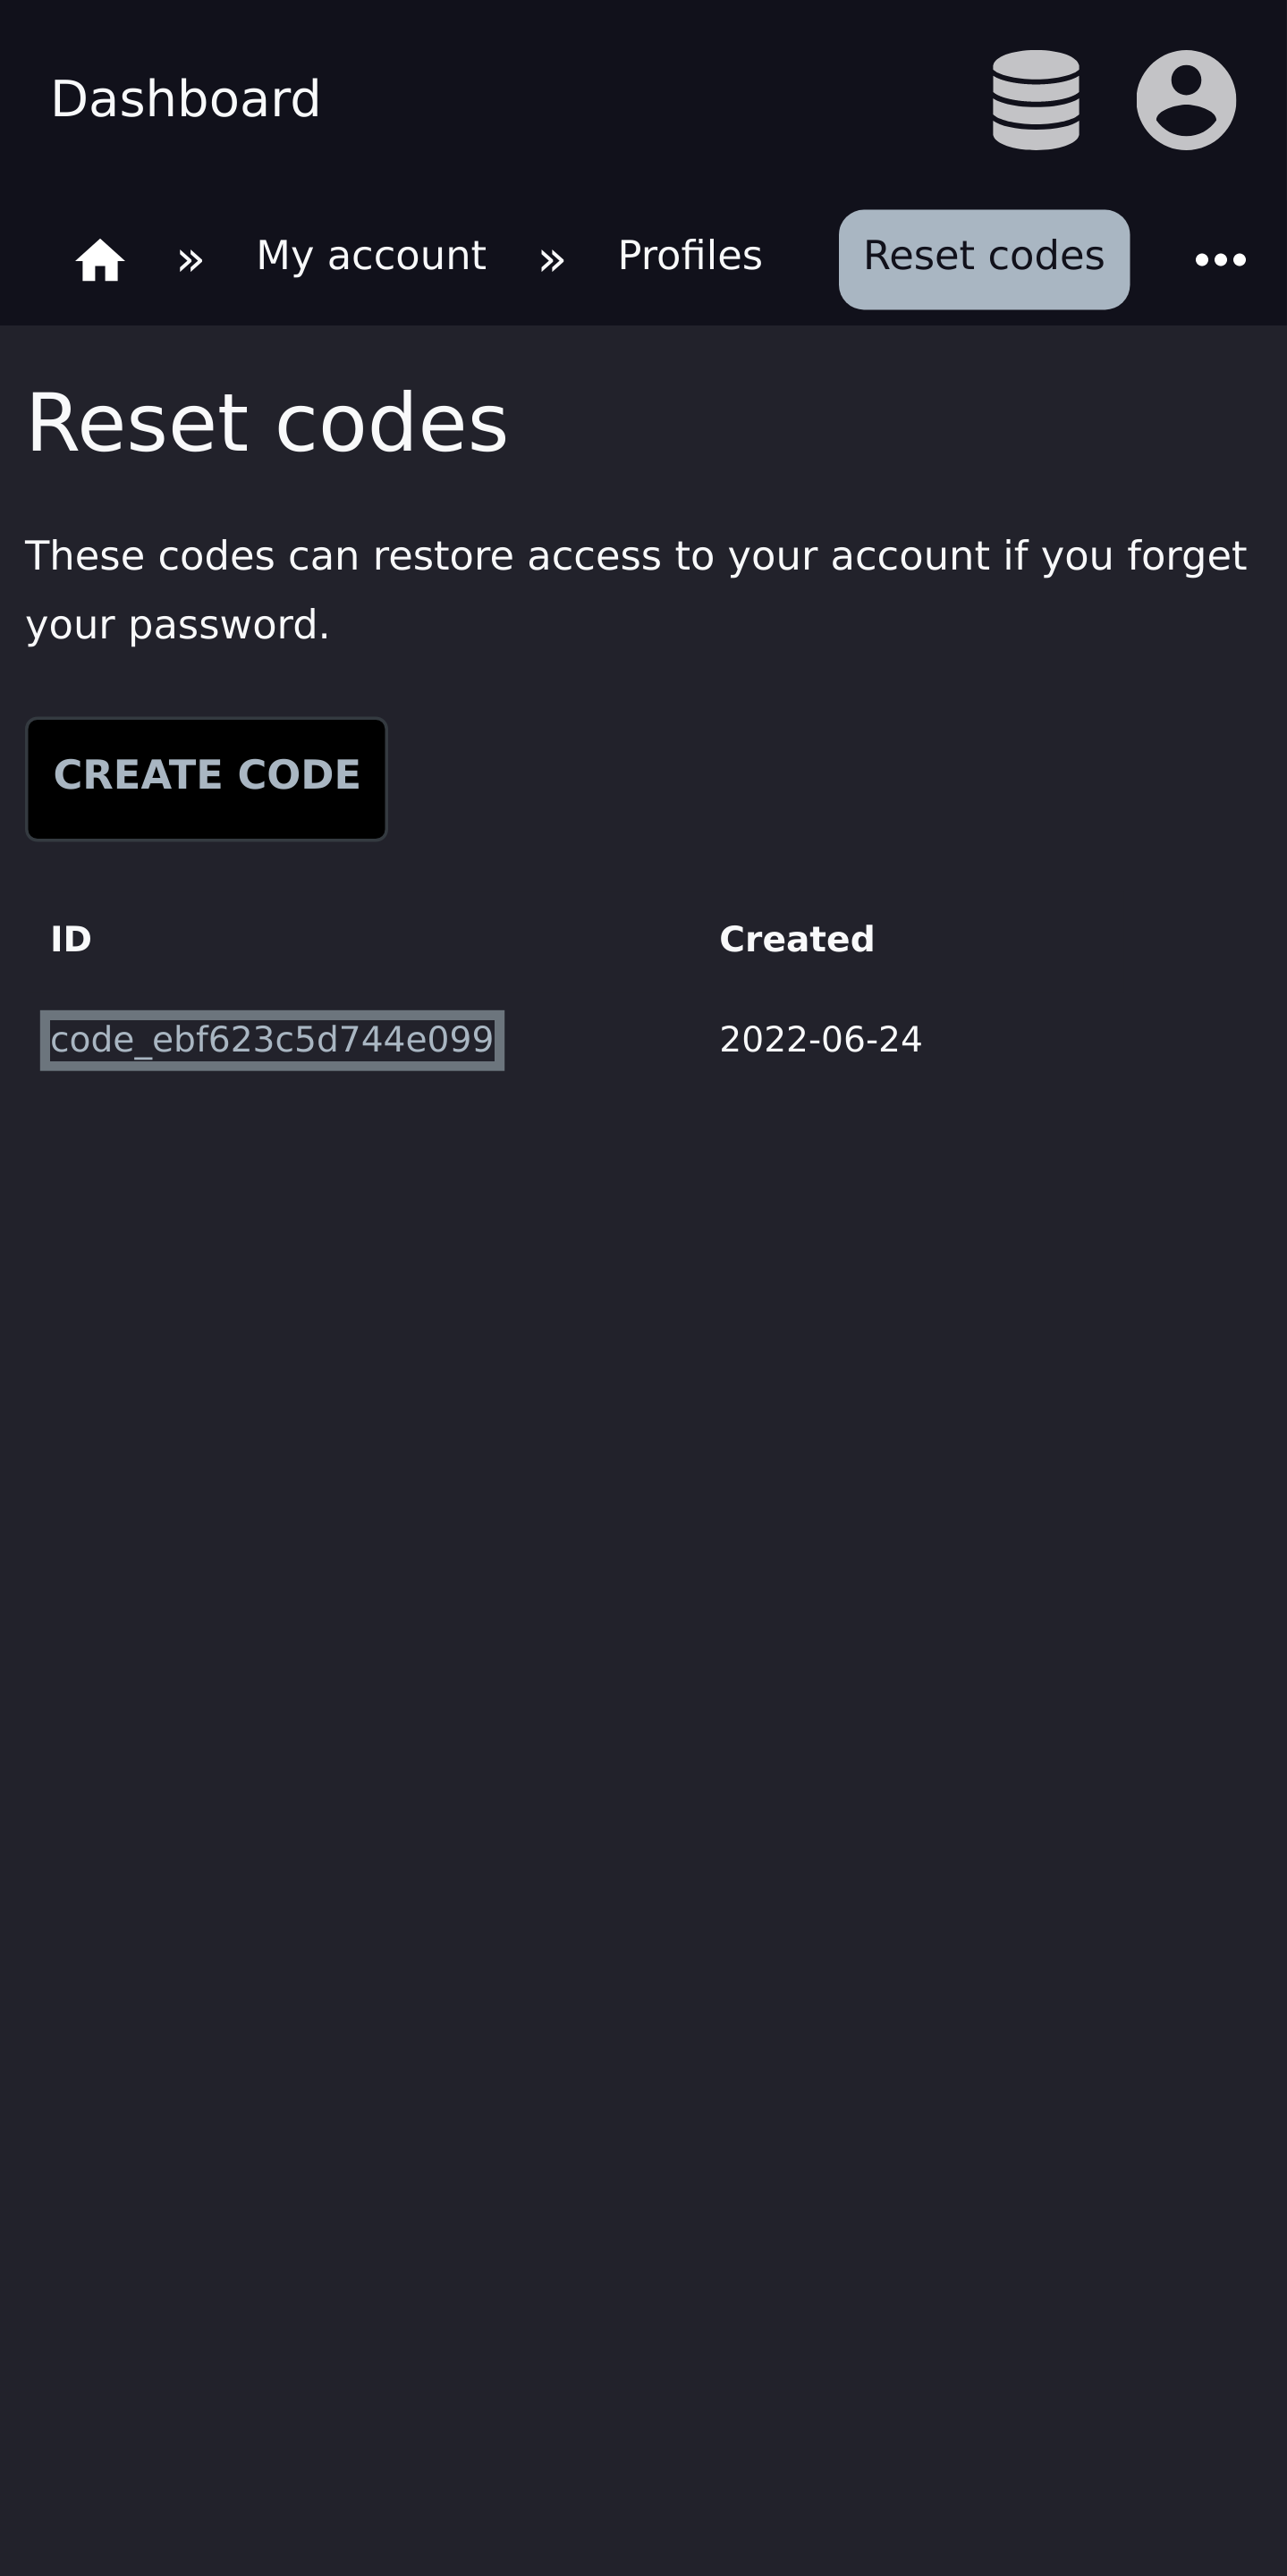 Dashboard
» My account » Profiles Reset codes
Reset codes
These codes can restore access to your account if you forget
your password.
CREATE CODE
ID Created
code_ebf623c5d744e099 2022-06-24